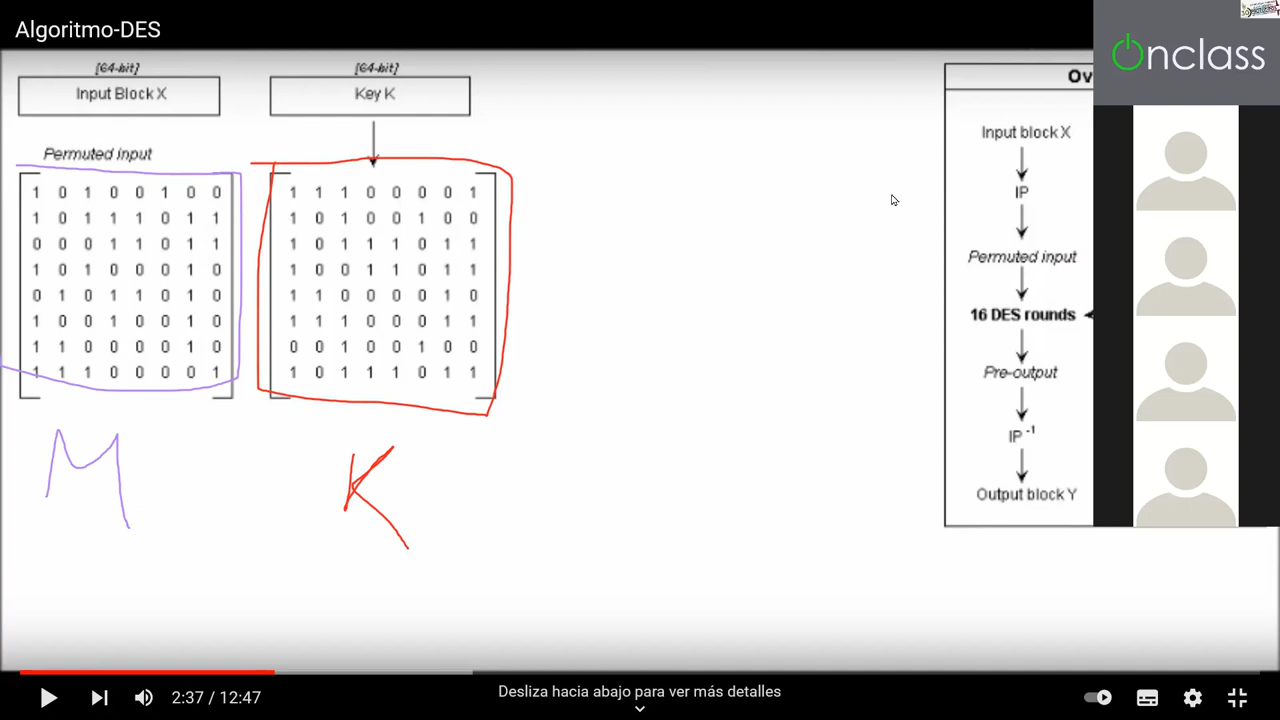 Algoritmo-DES
Onclass
[64-bit]
Input Block X
[64-bit]
Key K
Permuted input
1 0 1 0 0 1 0 0
1 0 1 1 1 0 1 1
0 0 0 1 1 0 1 1
1 0 1 0 0 0 1 0
0 1 0 1 1 0 1 0
1 0 0 1 0 0 1 0
1 1 0 0 0 0 1 0
1 1 1 0 0 0 0 1
1 1 1 0 0 0 0 1
1 0 1 0 0 1 0 0
1 0 1 1 1 0 1 1
1 0 0 1 1 0 1 1
1 1 0 0 0 0 1 0
1 1 1 0 0 0 1 1
0 0 1 0 0 1 0 0
1 0 1 1 1 0 1 1
M
K
Ov
Input block X
IP
Permuted input
16 DES rounds
Pre-output
IP -1
Output block Y
2:37 / 12:47
Desliza hacia abajo para ver más detalles